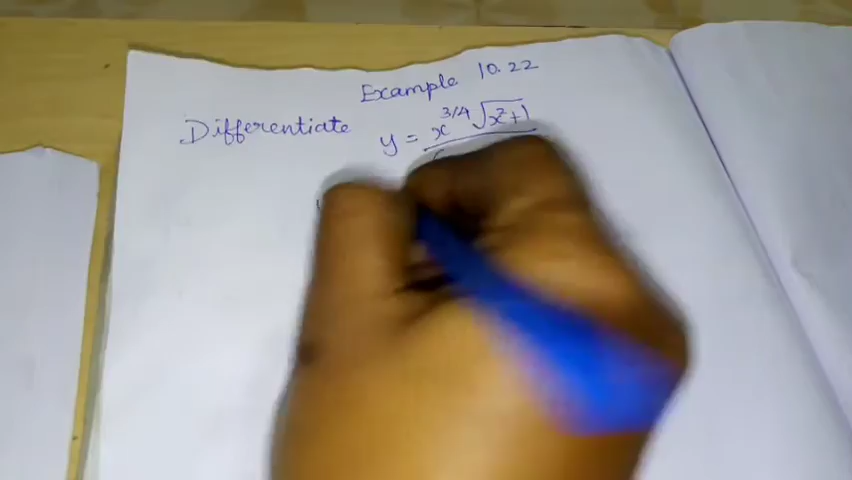 Example 10.22
Differentiate y = x^{3/4} √(x²+1)